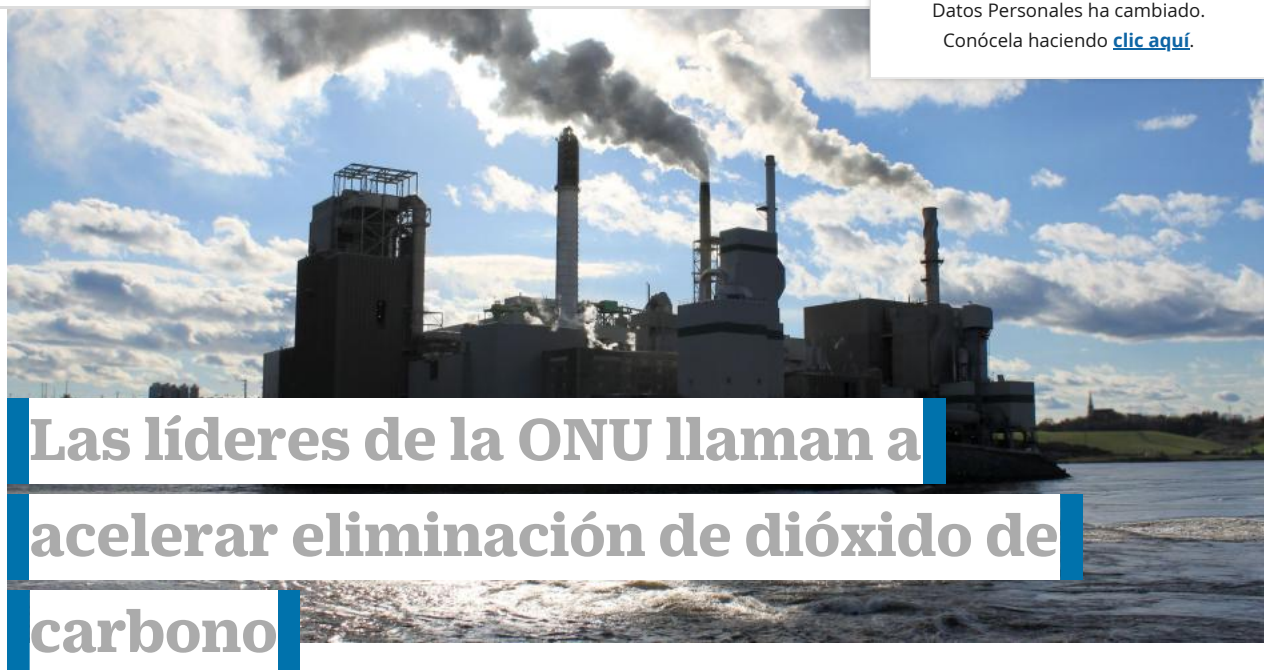 Datos Personales ha cambiado.
Conócela haciendo clic aquí.
Las líderes de la ONU llaman a
acelerar eliminación de dióxido de
carbono